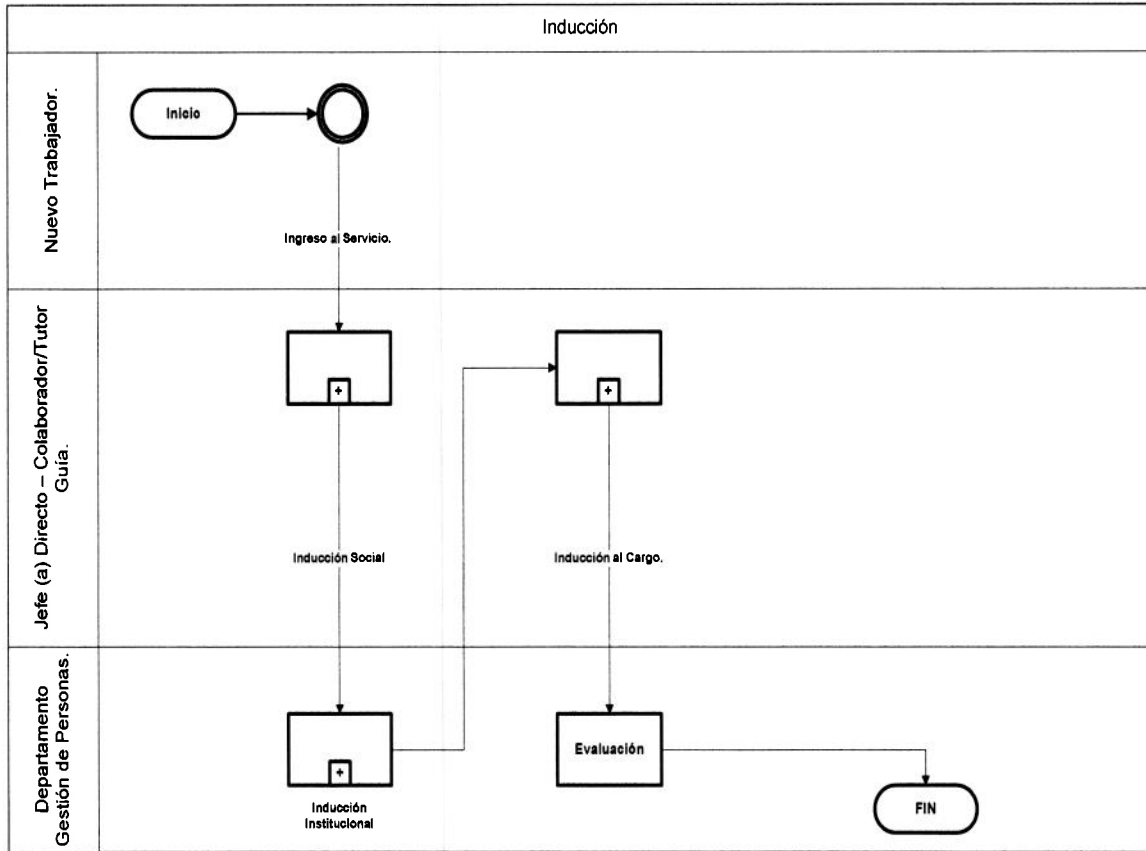 Inducción
Nuevo Trabajador.
Inicio
Ingreso al Servicio.
Jefe (a) Directo – Colaborador/Tutor
Guía.
+
+
Inducción Social
Inducción al Cargo.
Departamento
Gestión de Personas.
+
Inducción
Institucional
Evaluación
FIN